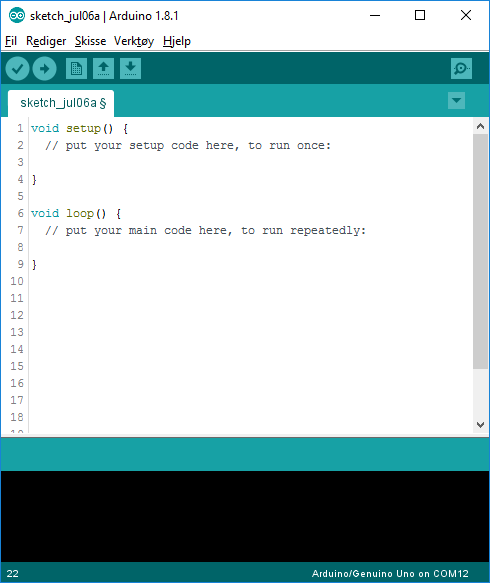 sketch_jul06a | Arduino 1.8.1
Fil Rediger Skisse Verktøy Hjelp
sketch_jul06a §
1 void setup() {
2   // put your setup code here, to run once:
3
4 }
5
6 void loop() {
7   // put your main code here, to run repeatedly:
8
9 }
10
11
12
13
14
15
16
17
18
22 Arduino/Genuino Uno on COM12